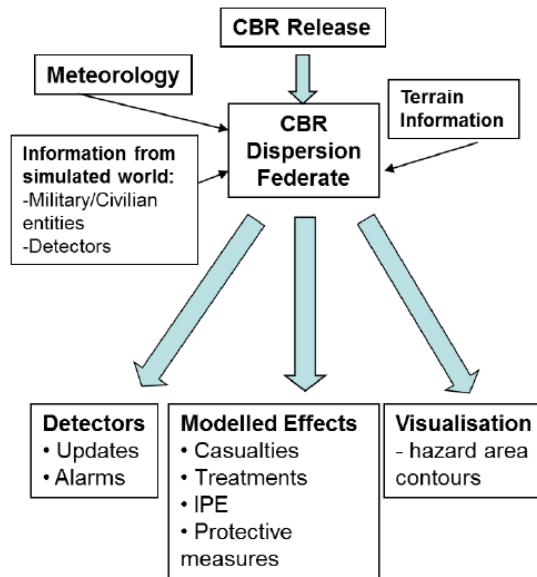 CBR Release
Meteorology
CBR
Dispersion
Federate
Terrain
Information
Information from
simulated world:
-Military/Civilian
entities
-Detectors
Detectors
• Updates
• Alarms
Modelled Effects
• Casualties
• Treatments
• IPE
• Protective
measures
Visualisation
- hazard area
contours